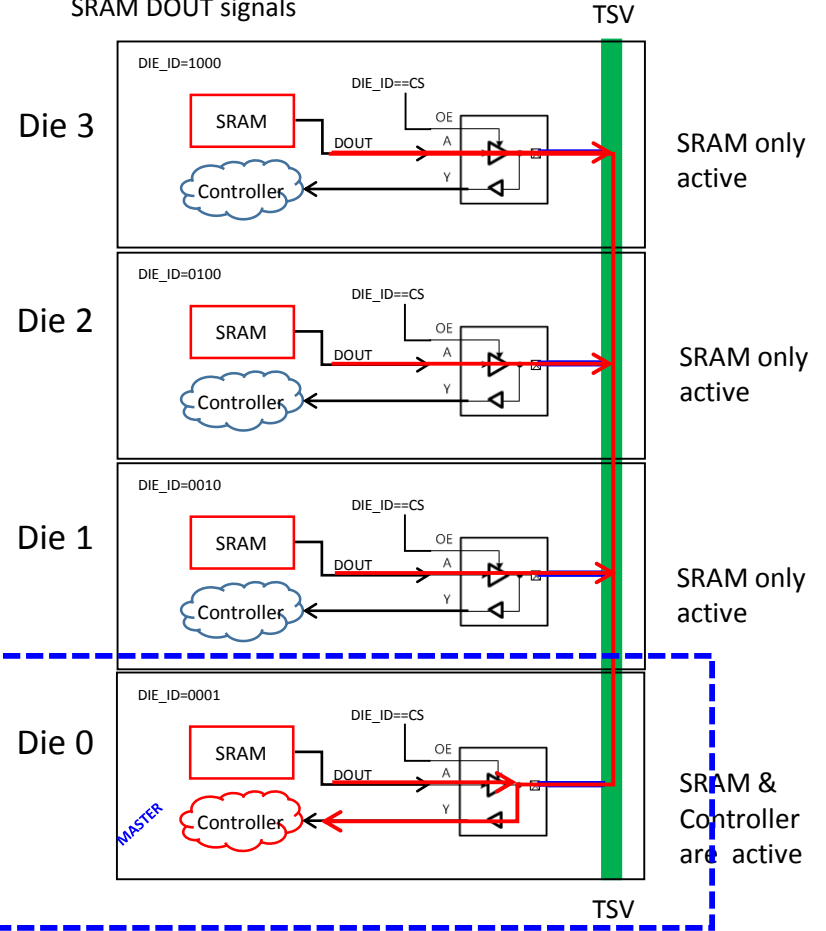 SRAM DOUT signals
TSV
Die 3
DIE_ID=1000
DIE_ID==CS
SRAM
DOUT
OE
A
Y
Controller
SRAM only
active
Die 2
DIE_ID=0100
DIE_ID==CS
SRAM
DOUT
OE
A
Y
Controller
SRAM only
active
Die 1
DIE_ID=0010
DIE_ID==CS
SRAM
DOUT
OE
A
Y
Controller
SRAM only
active
Die 0
DIE_ID=0001
DIE_ID==CS
SRAM
DOUT
OE
A
Y
MASTER
Controller
SRAM &
Controller
are active
TSV